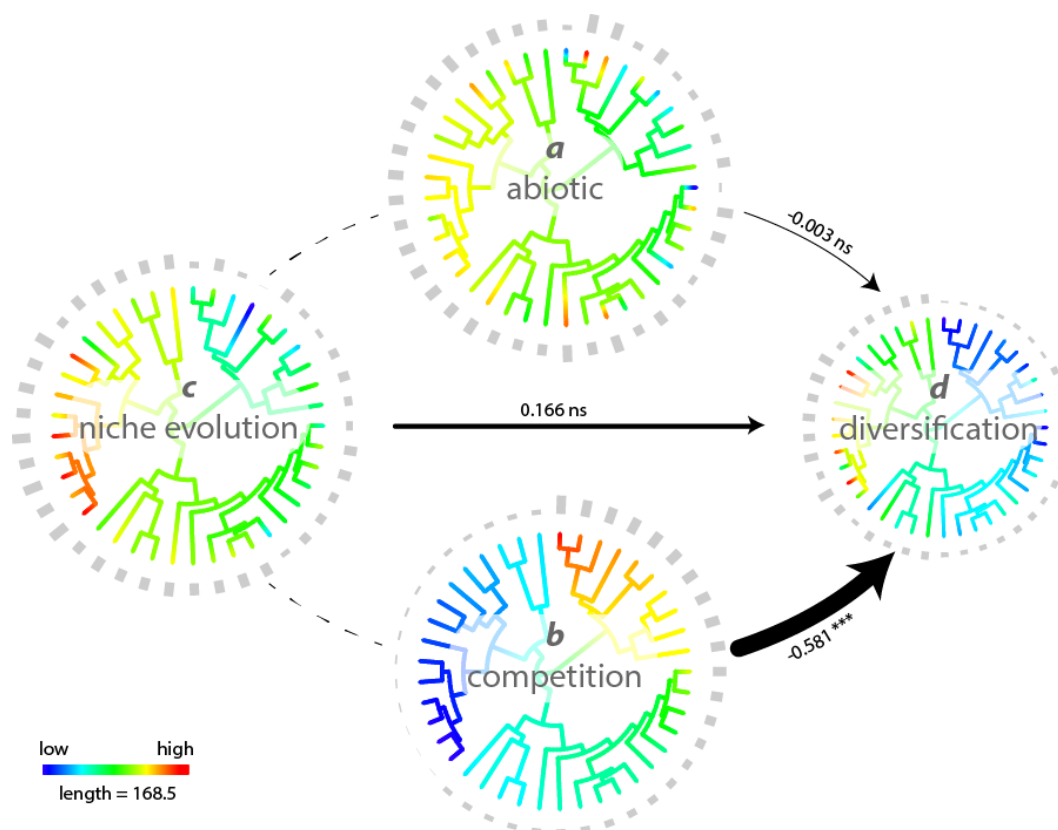 a
abiotic
-0.003 ns
c
niche evolution
0.166 ns
d
diversification
b
competition
-0.581 ***
low high
length = 168.5